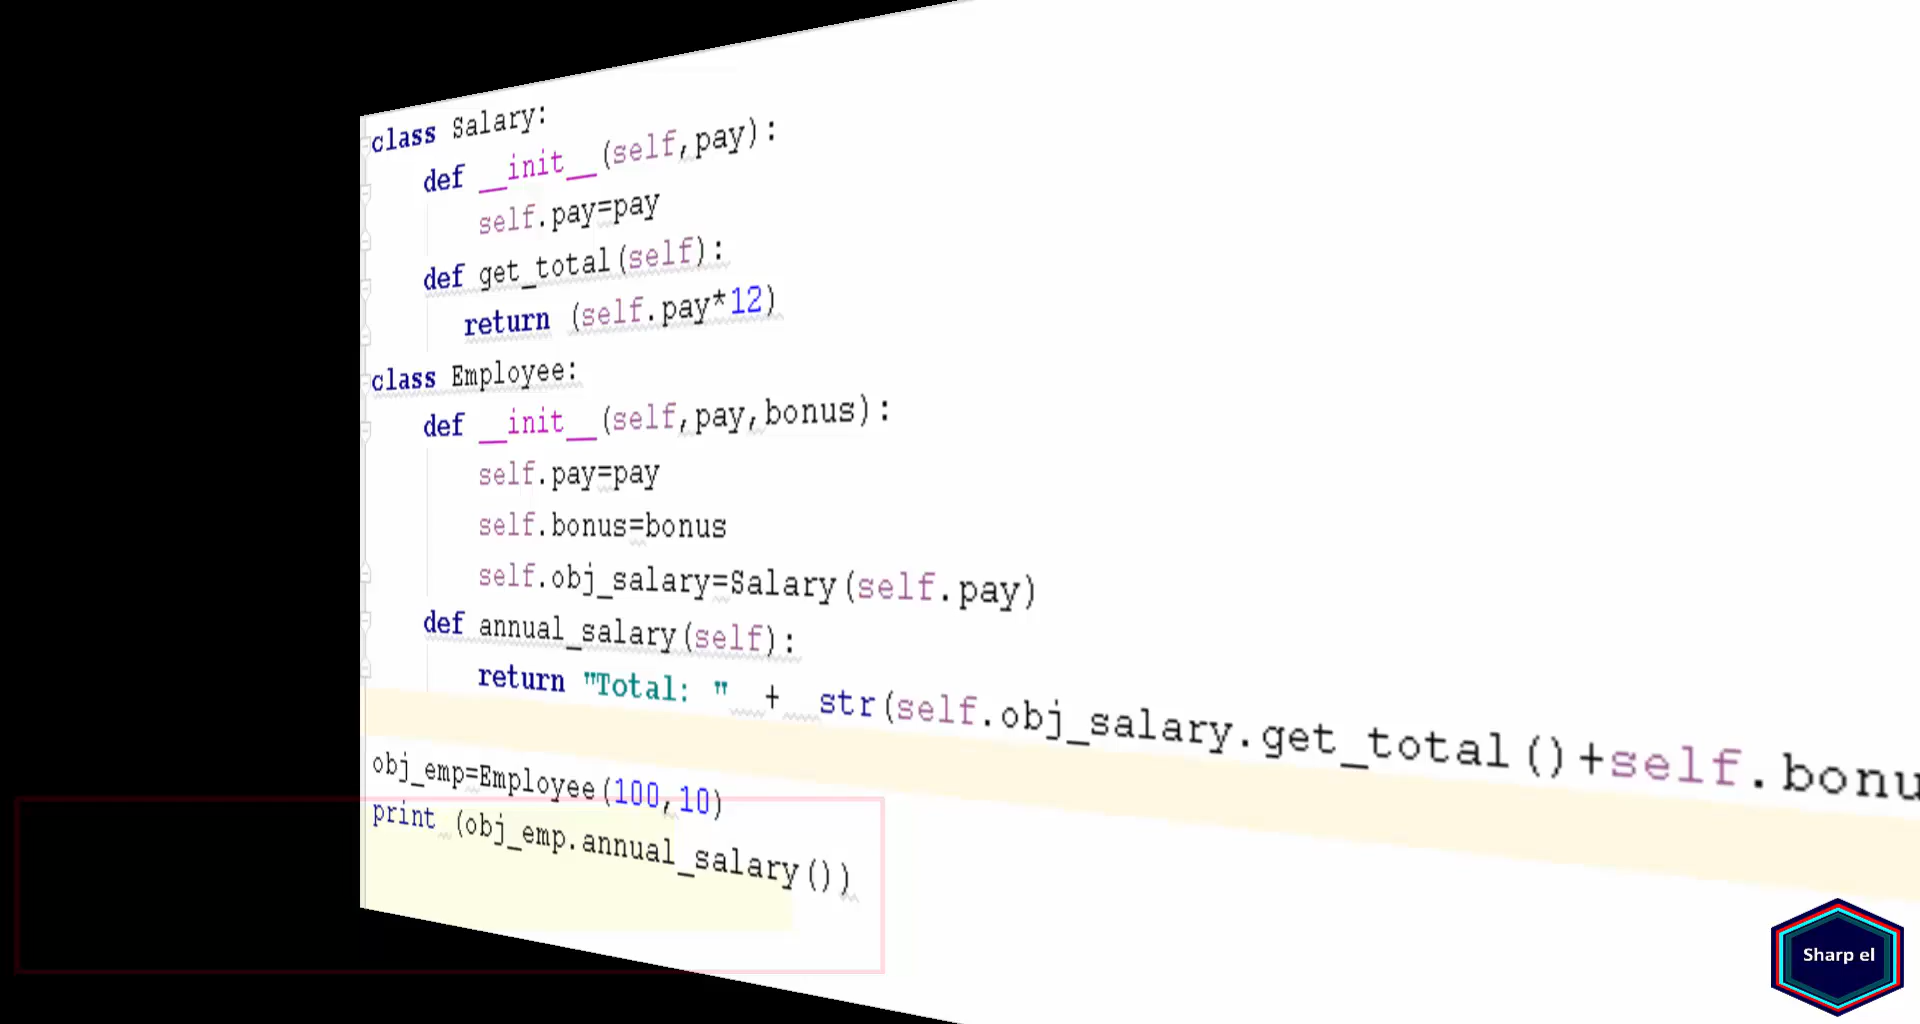 class Salary:
    def __init__(self,pay):
        self.pay=pay
    def get_total(self):
       return (self.pay*12)
class Employee:
    def __init__(self,pay,bonus):
        self.pay=pay
        self.bonus=bonus
        self.obj_salary=Salary(self.pay)
    def annual_salary(self):
        return "Total: "  +  str(self.obj_salary.get_total()+self.bonu
obj_emp=Employee(100,10)
print (obj_emp.annual_salary())
Sharp el